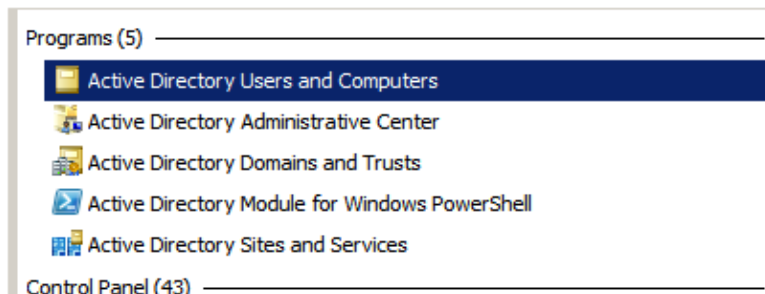 Programs (5)
Active Directory Users and Computers
Active Directory Administrative Center
Active Directory Domains and Trusts
Active Directory Module for Windows PowerShell
Active Directory Sites and Services
Control Panel (43)